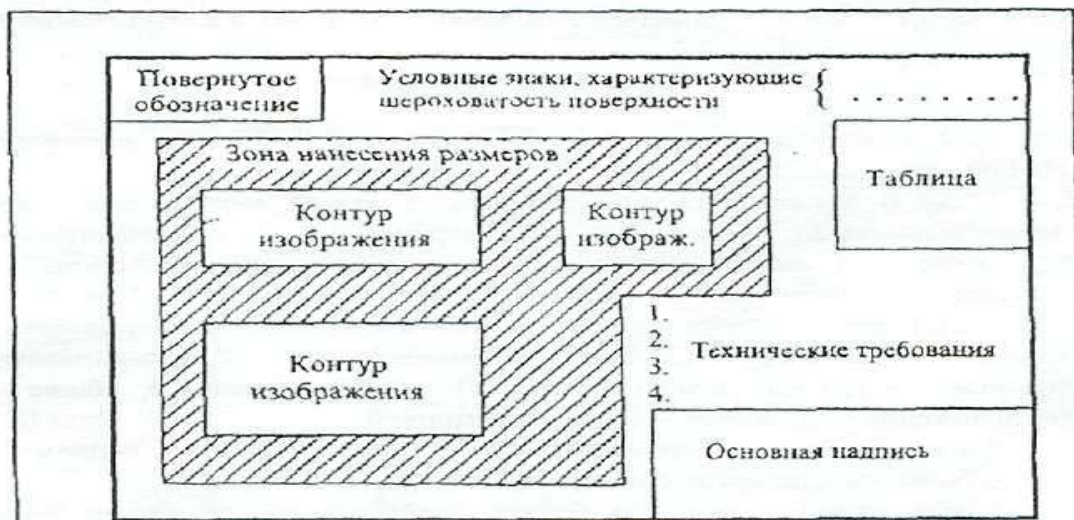 Повернутое
обозначение
Условные знаки, характеризующие
шероховатость поверхности
Зона нанесения размеров
Таблица
Контур
изображения
Контур
изображ.
1.
2.
3.
4.
Технические требования
Контур
изображения
Основная надпись